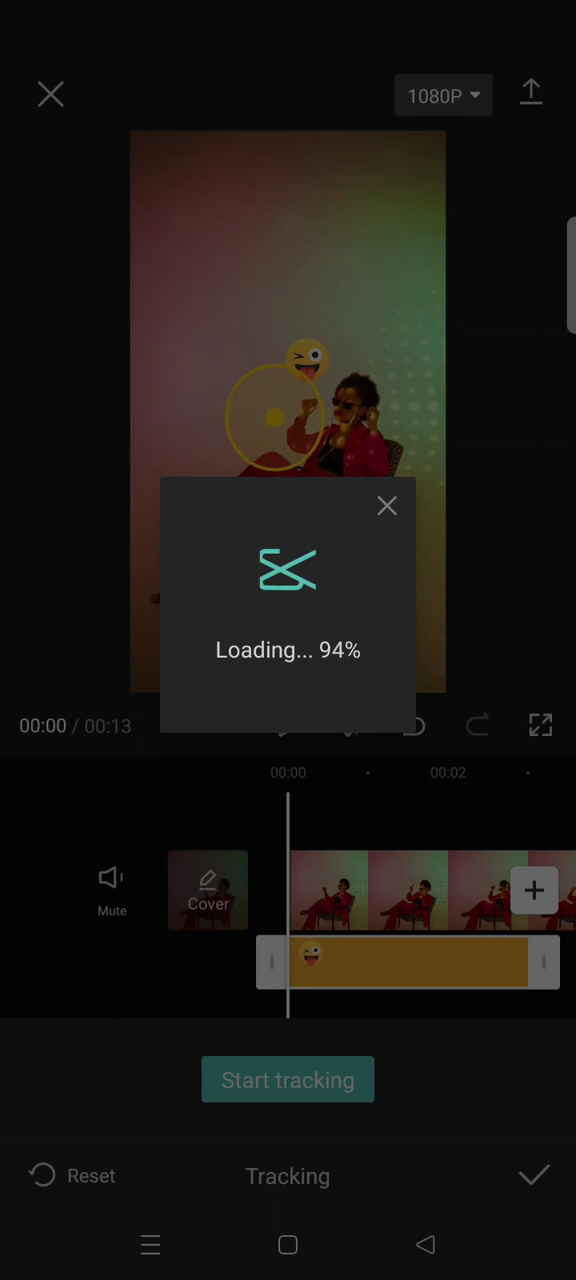 1080P
Loading... 94%
00:00 / 00:13
00:00
00:02
Mute
Cover
Start tracking
Reset
Tracking